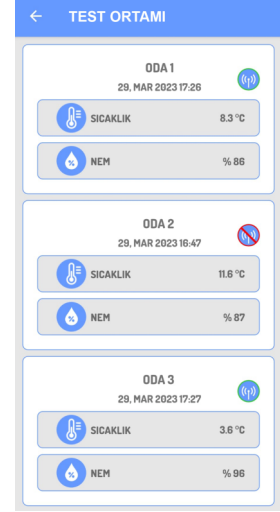 TEST ORTAMI
ODA 1
29, MAR 2023 17:26
SICAKLIK 8.3 °C
NEM % 86
ODA 2
29, MAR 2023 16:47
SICAKLIK 11.6 °C
NEM % 87
ODA 3
29, MAR 2023 17:27
SICAKLIK 3.6 °C
NEM % 96